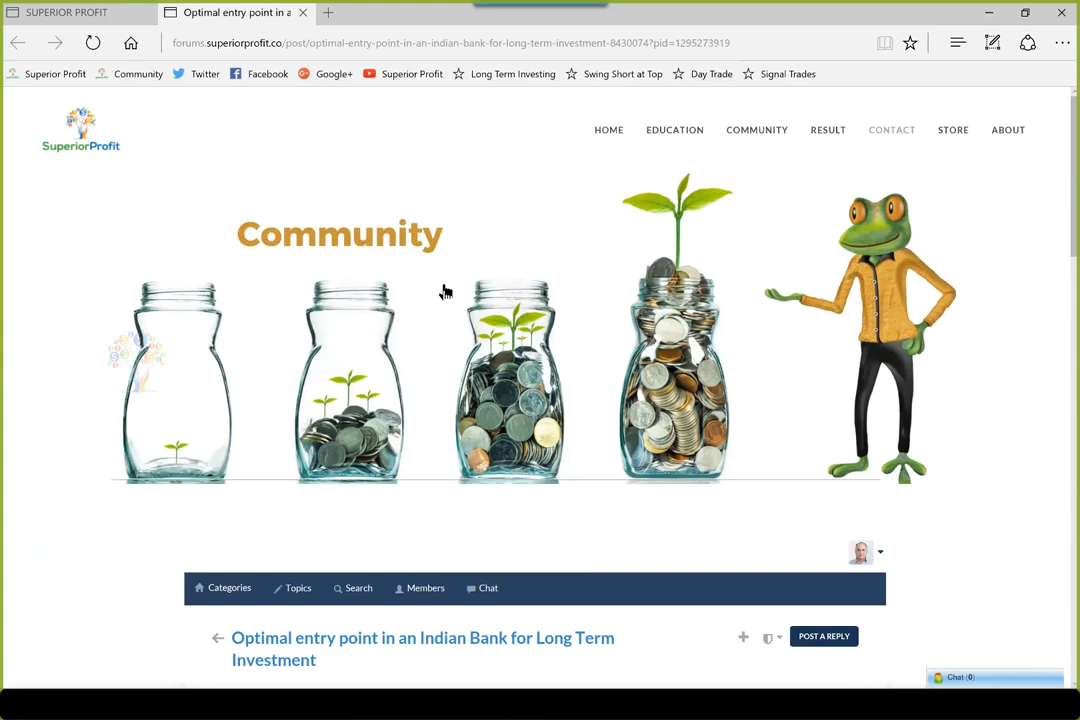 SUPERIOR PROFIT
Optimal entry point in a
forums.superiorprofit.co/post/optimal-entry-point-in-an-indian-bank-for-long-term-investment-8430074?pid=1295273919
Superior Profit Community Twitter Facebook Google+ Superior Profit Long Term Investing Swing Short at Top Day Trade Signal Trades
SuperiorProfit
HOME EDUCATION COMMUNITY RESULT CONTACT STORE ABOUT
Community
Categories Topics Search Members Chat
Optimal entry point in an Indian Bank for Long Term
Investment
POST A REPLY
Chat (0)